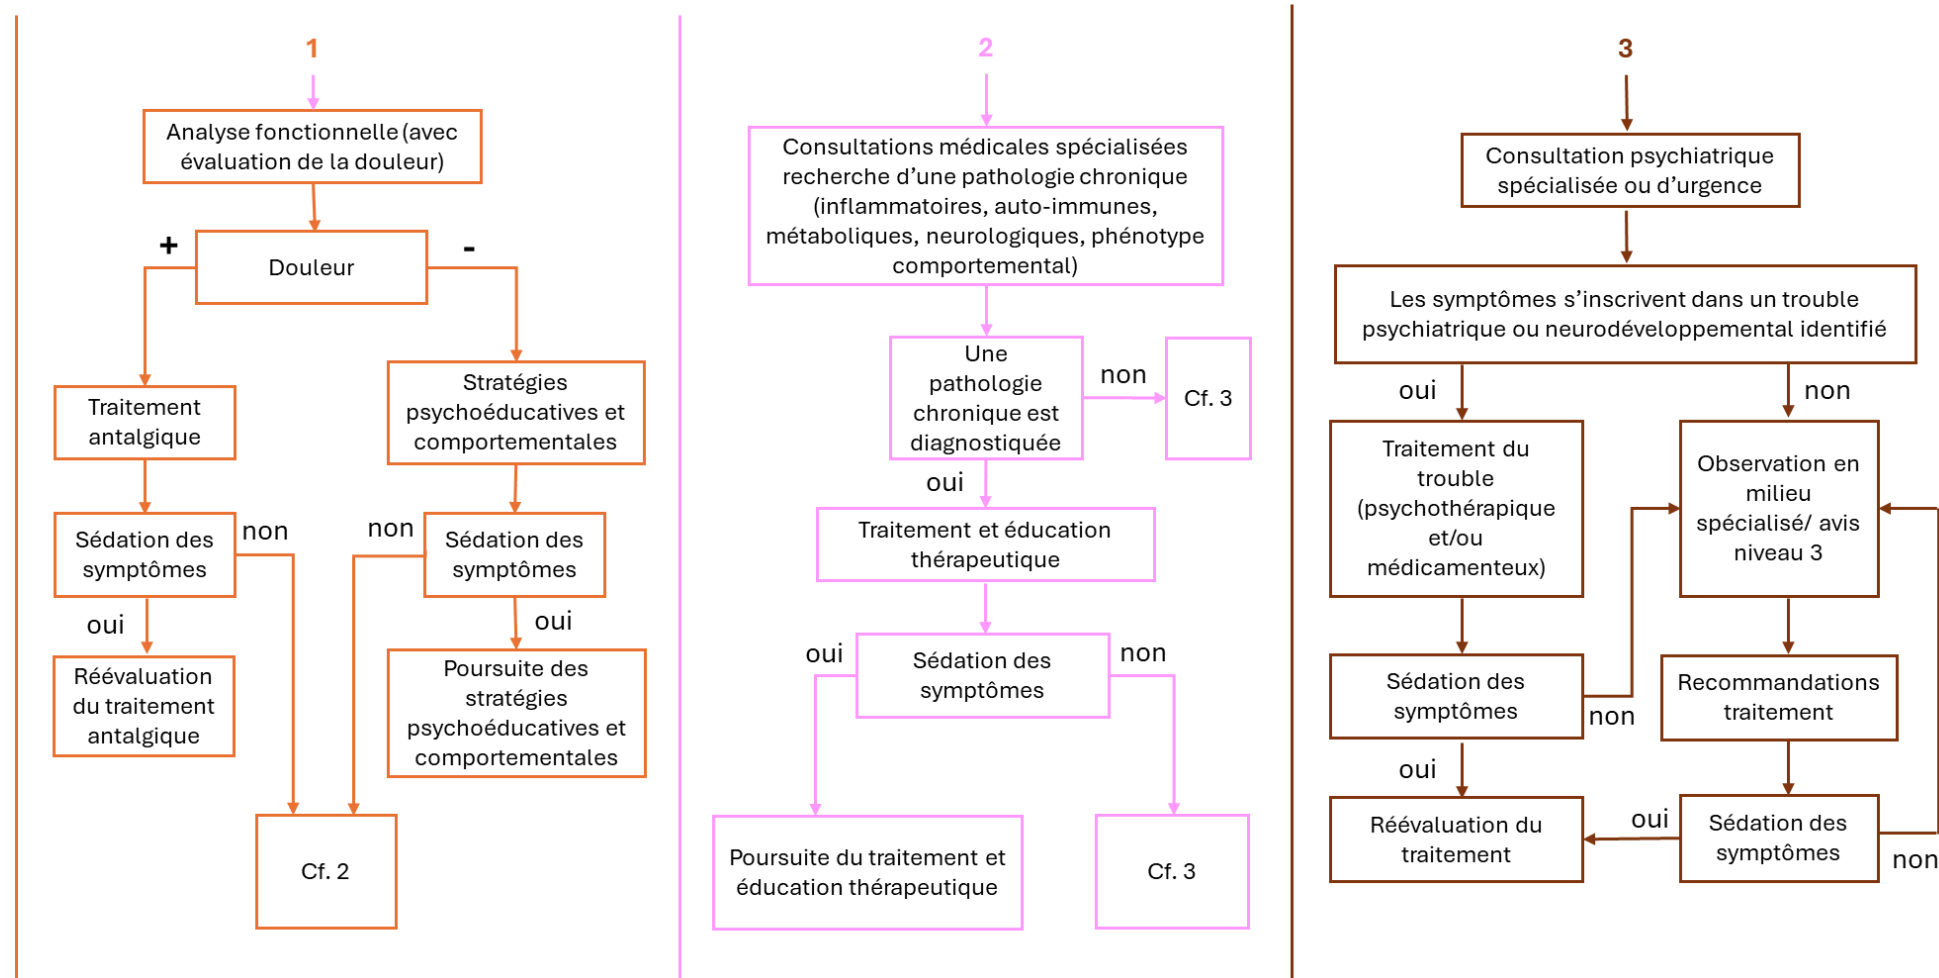 1
Analyse fonctionnelle (avec
évaluation de la douleur)
+
-
Douleur
Traitement
antalgique
Stratégies
psychoéducatives et
comportementales
Sédation des
symptômes
non
non
Sédation des
symptômes
oui
oui
Réévaluation
du traitement
antalgique
Poursuite des
stratégies
psychoéducatives et
comportementales
Cf. 2
2
Consultations médicales spécialisées
recherche d’une pathologie chronique
(inflammatoires, auto-immunes,
métaboliques, neurologiques, phénotype
comportemental)
Une
pathologie
chronique est
diagnostiquée
non
Cf. 3
oui
Traitement et éducation
thérapeutique
oui
Sédation des
symptômes
non
Poursuite du traitement et
éducation thérapeutique
Cf. 3
3
Consultation psychiatrique
spécialisée ou d’urgence
Les symptômes s’inscrivent dans un trouble
psychiatrique ou neurodéveloppemental identifié
oui
non
Traitement du
trouble
(psychothérapique
et/ou
médicamenteux)
Observation en
milieu
spécialisé/ avis
niveau 3
Sédation des
symptômes
non
Recommandations
traitement
oui
Réévaluation du
traitement
oui
Sédation des
symptômes
non